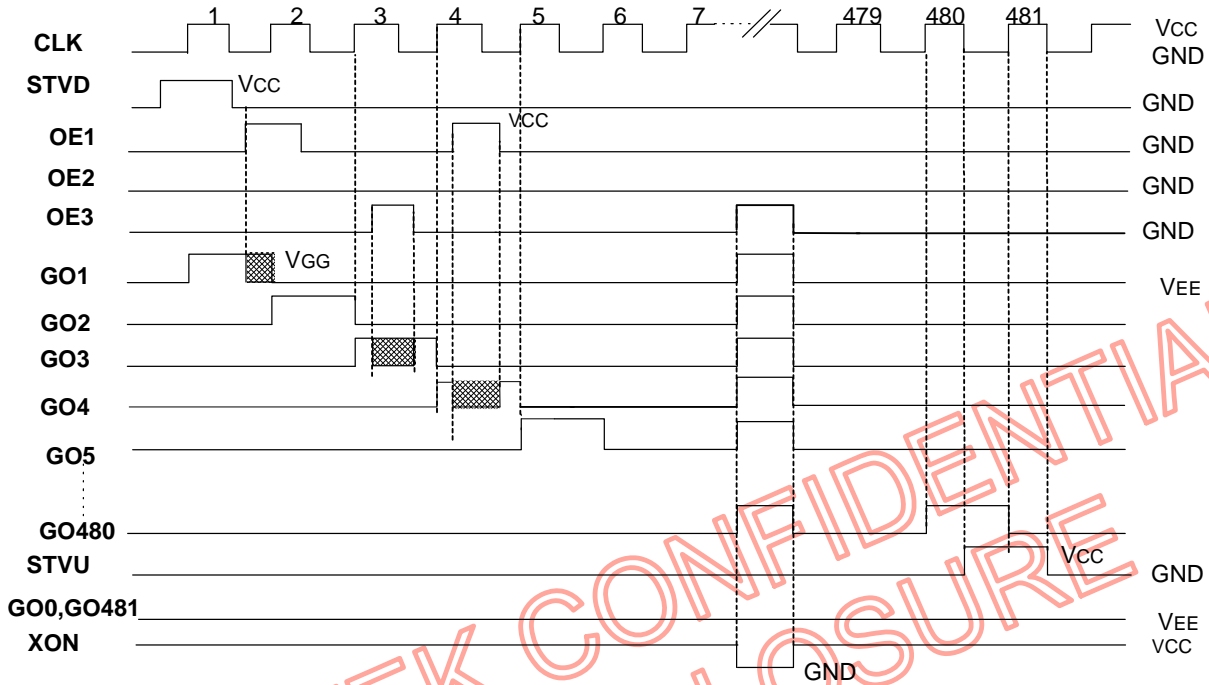 1 2 3 4 5 6 7 479 480 481
CLK
VCC
GND
STVD
VCC
GND
OE1
VCC
GND
OE2
GND
OE3
GND
GO1
VGG
VEE
GO2
GO3
GO4
GO5
GO480
STVU
VCC
GND
GO0,GO481
VEE
XON
VCC
GND
CONFIDENTIA